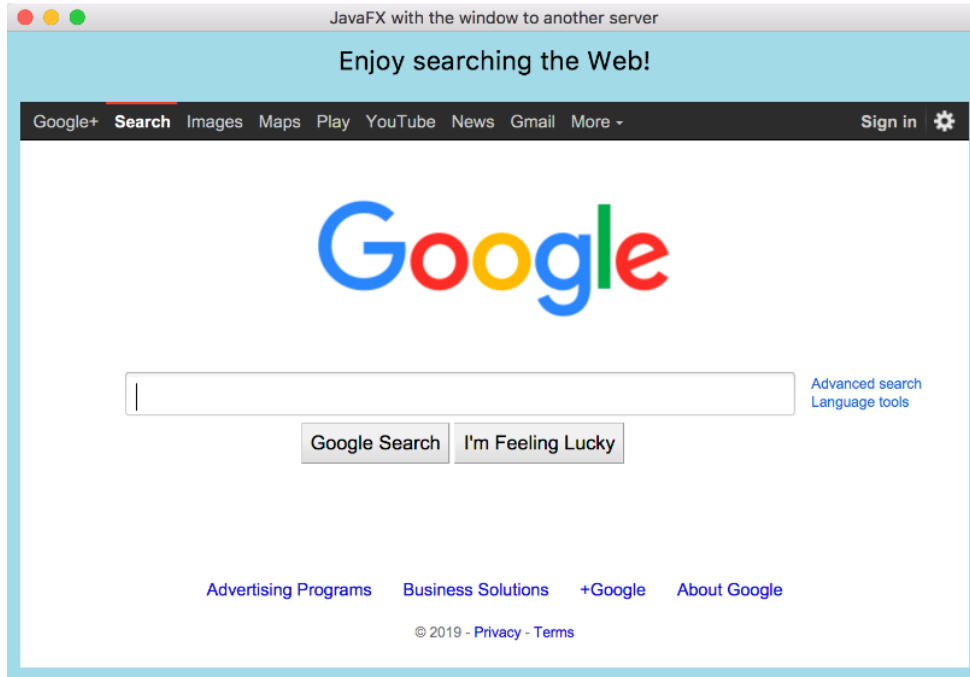 JavaFX with the window to another server
Enjoy searching the Web!
Google+ Search Images Maps Play YouTube News Gmail More Sign in
Google
Advanced search
Language tools
Google Search I'm Feeling Lucky
Advertising Programs Business Solutions +Google About Google
© 2019 - Privacy - Terms